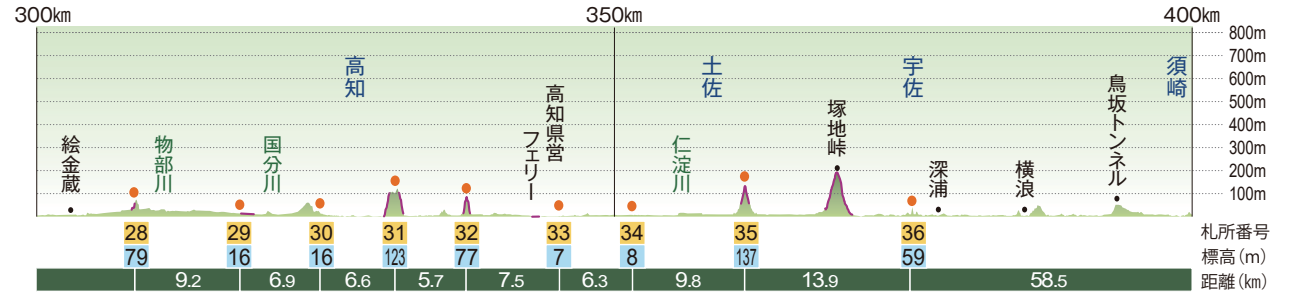 300km 350km 400km
800m
700m
600m
500m
400m
300m
200m
100m
絵金蔵
物部川
国分川
高知
フェリー
高知県営
土佐
仁淀川
塚地峠
宇佐
深浦
横浪
鳥坂トンネル
須崎
28 29 30 31 32 33 34 35 36 札所番号
79 16 16 123 77 7 8 137 59 標高(m)
9.2 6.9 6.6 5.7 7.5 6.3 9.8 13.9 58.5 距離(km)